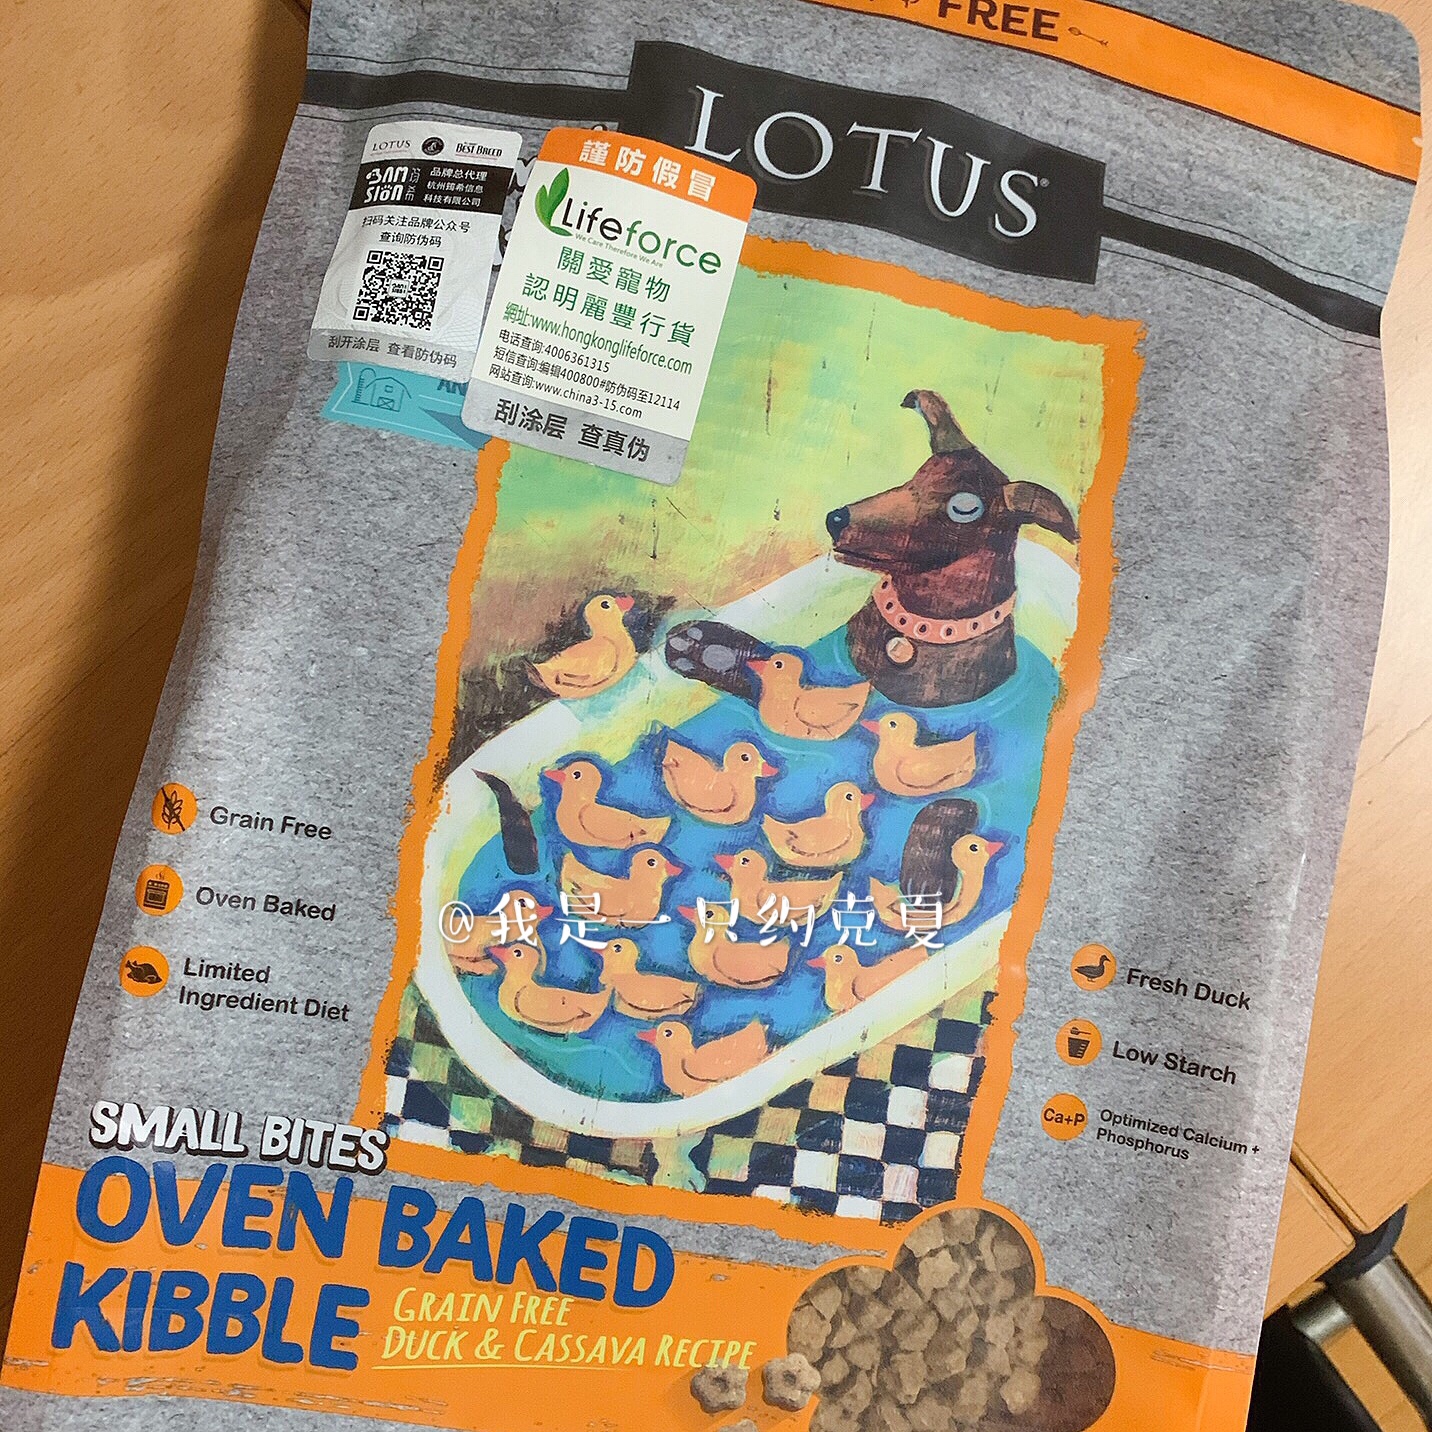 FREE
LOTUS
LOTUS
BEST BREED
BAM
SION
品牌总代理
杭州錫希信息
科技有限公司
扫码关注品牌公众号
查询防伪码
刮开涂层 查看防伪码
謹防假冒
Lifeforce
We Care Therefore We Are
關愛寵物
認明麗豐行貨
網址:www.hongkonglifeforce.com
电话查询:4006361315
短信查询:编辑400800#防伪码至12114
网站查询:www.china3-15.com
刮涂层 查真伪
AN
Grain Free
Oven Baked
Limited
Ingredient Diet
@我是一只约克夏
Fresh Duck
Low Starch
Ca+P
Optimized Calcium +
Phosphorus
SMALL BITES
OVEN BAKED
KIBBLE
GRAIN FREE
DUCK & CASSAVA RECIPE